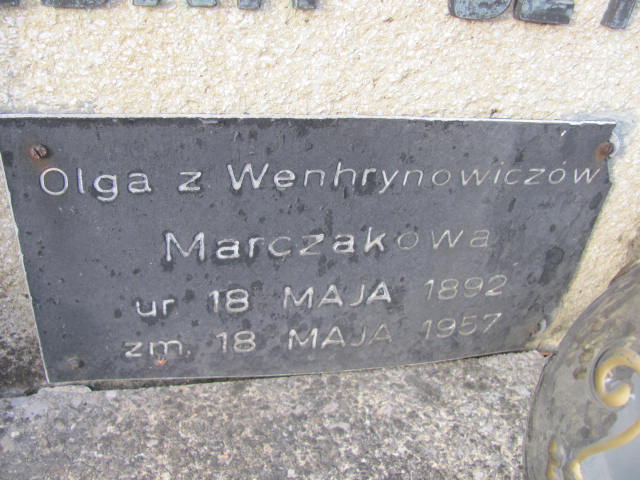 Olga z Wenhrynowiczów
Marczakowa
ur 18 MAJA 1892
zm. 18 MAJA 1957